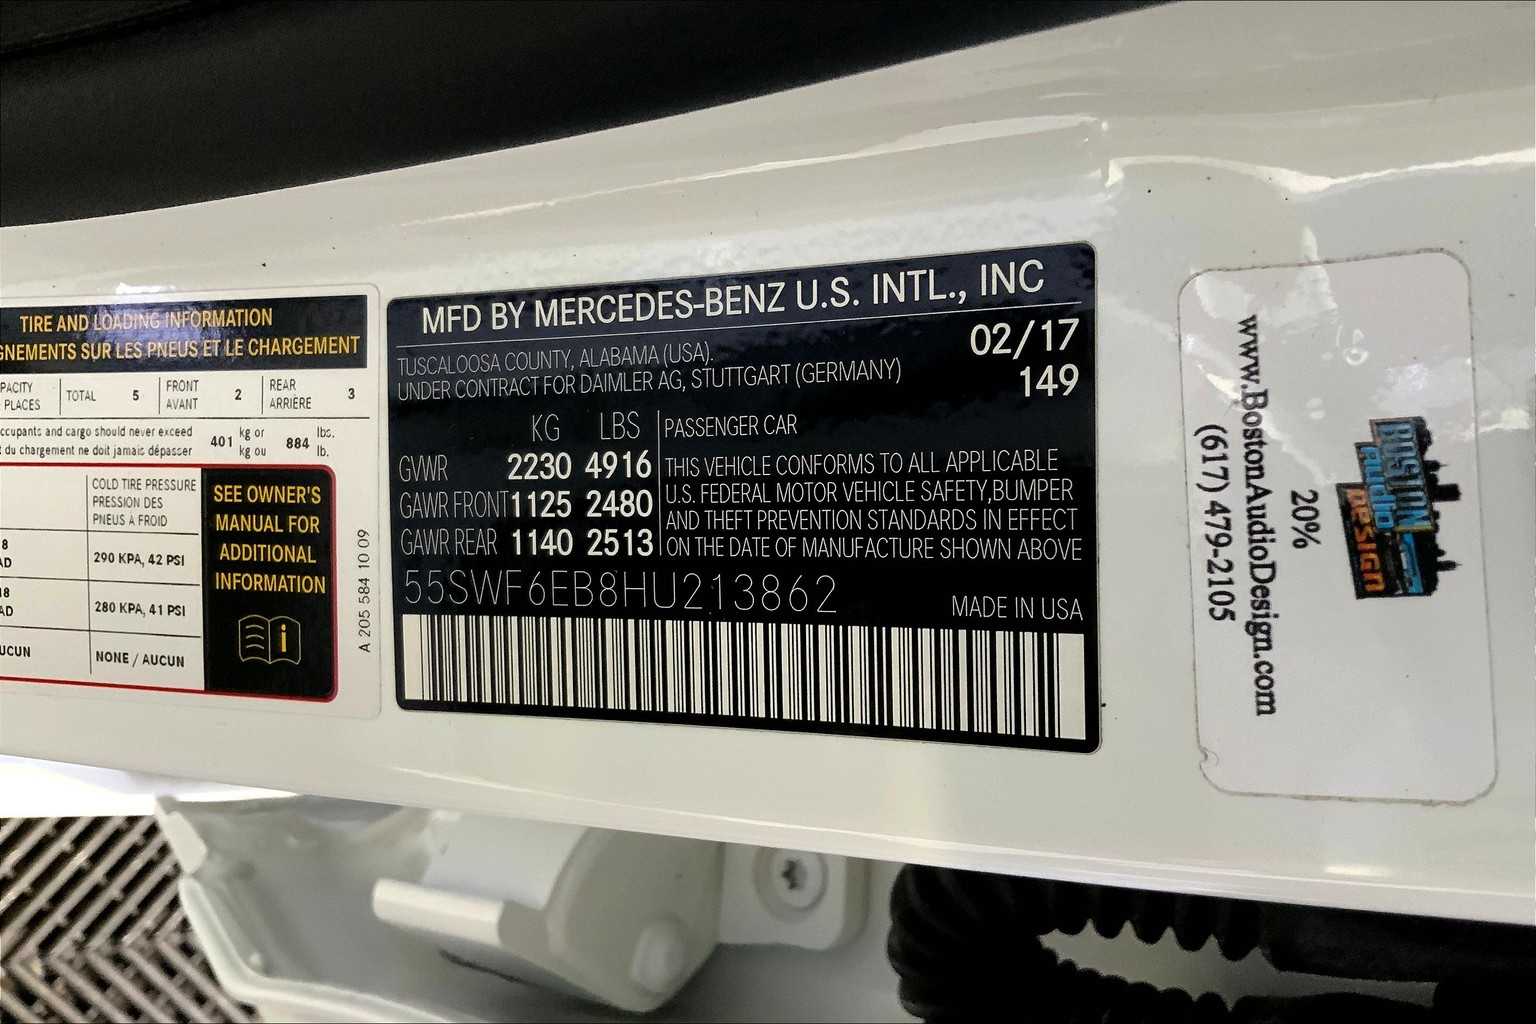 TIRE AND LOADING INFORMATION
GNEMENTS SUR LES PNEUS ET LE CHARGEMENT
PACITY TOTAL 5 FRONT 2 REAR 3
PLACES AVANT ARRIÈRE
ccupants and cargo should never exceed 401 kg or 884 lbs.
t du chargement ne doit jamais dépasser kg ou lb.
COLD TIRE PRESSURE
PRESSION DES
PNEUS A FROID
8
AD 290 KPA, 42 PSI
18
AD 280 KPA, 41 PSI
UCUN NONE / AUCUN
SEE OWNER'S
MANUAL FOR
ADDITIONAL
INFORMATION
i
A 205 584 10 09
MFD BY MERCEDES-BENZ U.S. INTL., INC
TUSCALOOSA COUNTY, ALABAMA (USA). 02/17
UNDER CONTRACT FOR DAIMLER AG, STUTTGART (GERMANY) 149
KG LBS
GVWR 2230 4916
GAWR FRONT 1125 2480
GAWR REAR 1140 2513
PASSENGER CAR
THIS VEHICLE CONFORMS TO ALL APPLICABLE
U.S. FEDERAL MOTOR VEHICLE SAFETY,BUMPER
AND THEFT PREVENTION STANDARDS IN EFFECT
ON THE DATE OF MANUFACTURE SHOWN ABOVE
55SWF6EB8HU213862
MADE IN USA
BOSTON
AUDIO
DESIGN
20%
www.BostonAudioDesign.com
(617) 479-2105